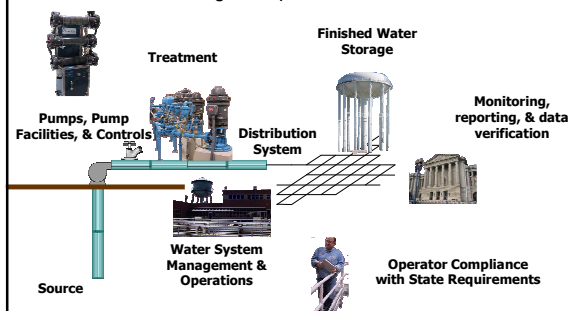 Finished Water
Storage
Treatment
Monitoring,
reporting, & data
verification
Pumps, Pump
Facilities, & Controls
Distribution
System
Water System
Management &
Operations
Operator Compliance
with State Requirements
Source